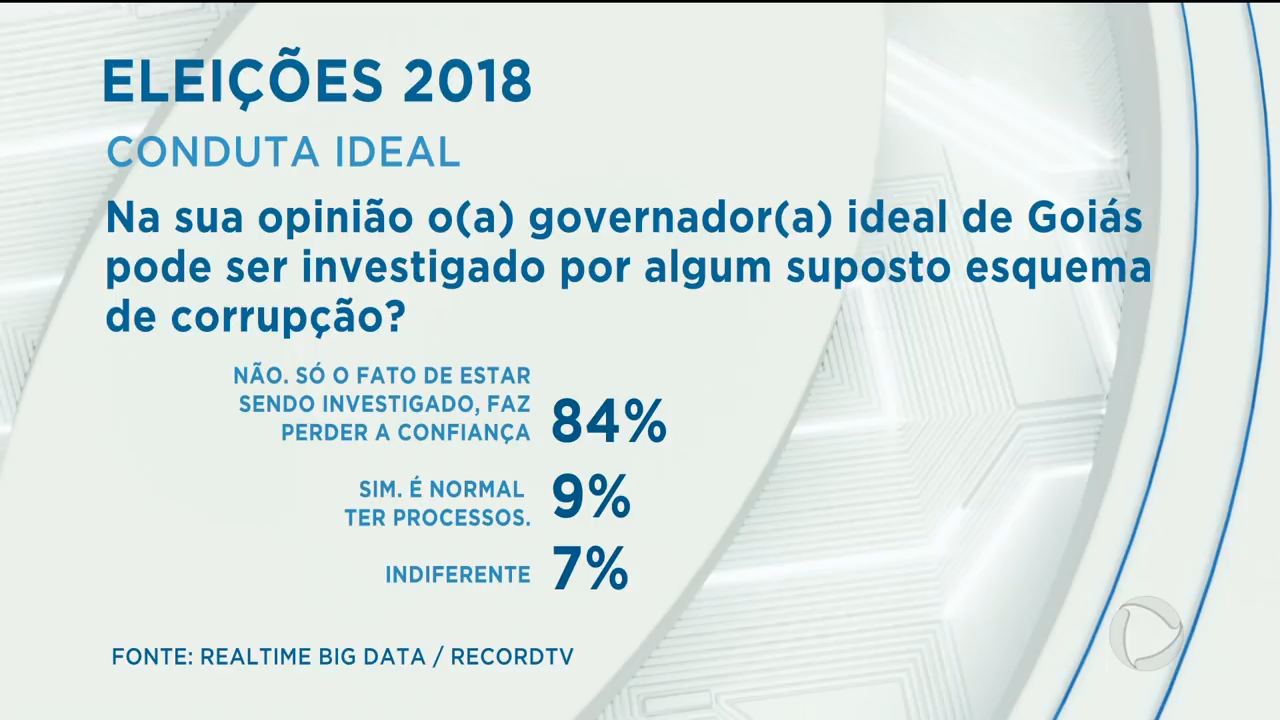 ELEIÇÕES 2018
CONDUTA IDEAL
Na sua opinião o(a) governador(a) ideal de Goiás
pode ser investigado por algum suposto esquema
de corrupção?
NÃO. SÓ O FATO DE ESTAR
SENDO INVESTIGADO, FAZ
PERDER A CONFIANÇA
84%
SIM. É NORMAL
TER PROCESSOS.
9%
INDIFERENTE
7%
FONTE: REALTIME BIG DATA / RECORDTV